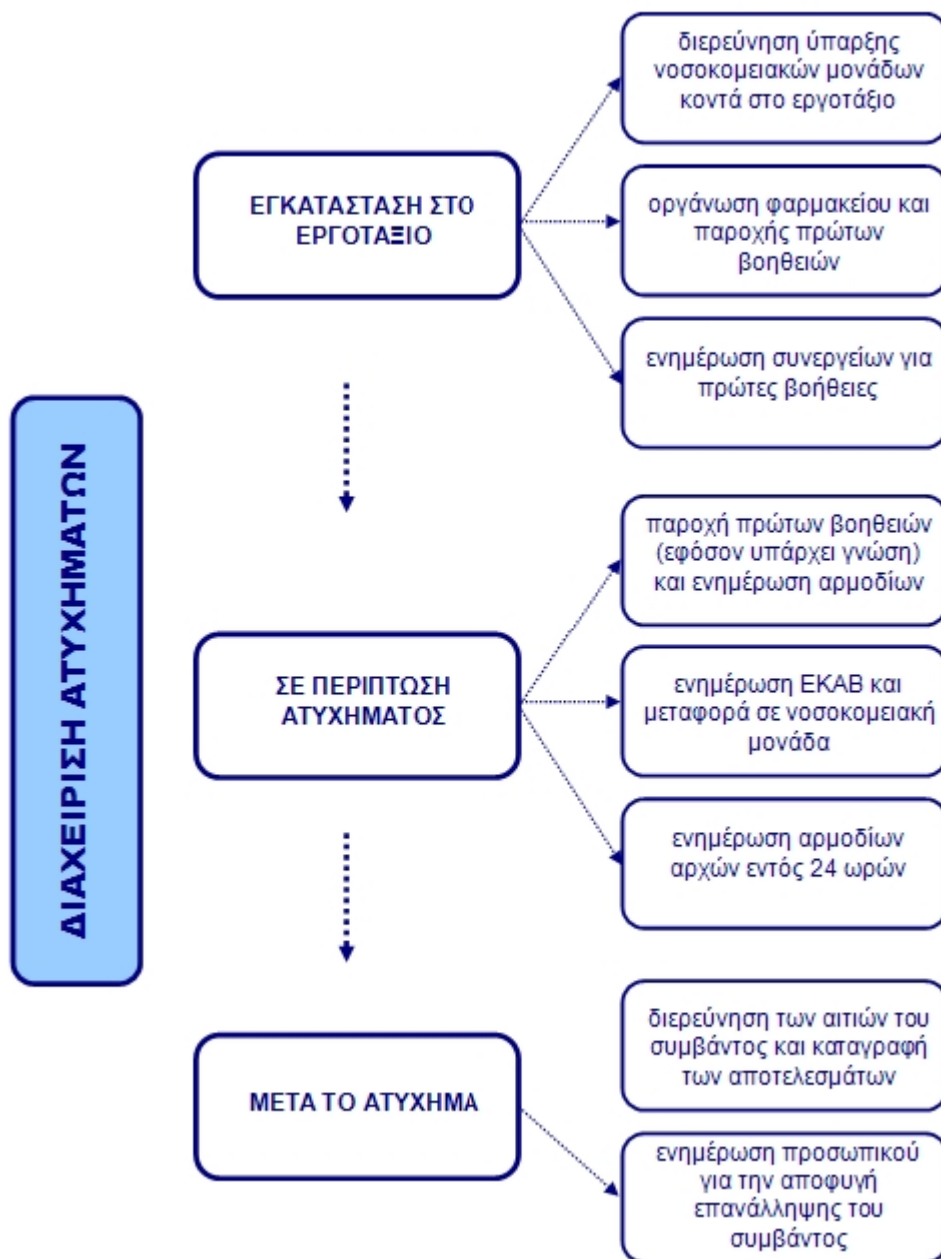 ΔΙΑΧΕΙΡΙΣΗ ΑΤΥΧΗΜΑΤΩΝ
ΕΓΚΑΤΑΣΤΑΣΗ ΣΤΟ
ΕΡΓΟΤΑΞΙΟ
διερεύνηση ύπαρξης
νοσοκομειακών μονάδων
κοντά στο εργοτάξιο
οργάνωση φαρμακείου και
παροχής πρώτων
βοηθειών
ενημέρωση συνεργείων για
πρώτες βοήθειες
ΣΕ ΠΕΡΙΠΤΩΣΗ
ΑΤΥΧΗΜΑΤΟΣ
παροχή πρώτων βοηθειών
(εφόσον υπάρχει γνώση)
και ενημέρωση αρμοδίων
ενημέρωση ΕΚΑΒ και
μεταφορά σε νοσοκομειακή
μονάδα
ενημέρωση αρμοδίων
αρχών εντός 24 ωρών
ΜΕΤΑ ΤΟ ΑΤΥΧΗΜΑ
διερεύνηση των αιτιών του
συμβάντος και καταγραφή
των αποτελεσμάτων
ενημέρωση προσωπικού
για την αποφυγή
επανάλληψης του
συμβάντος